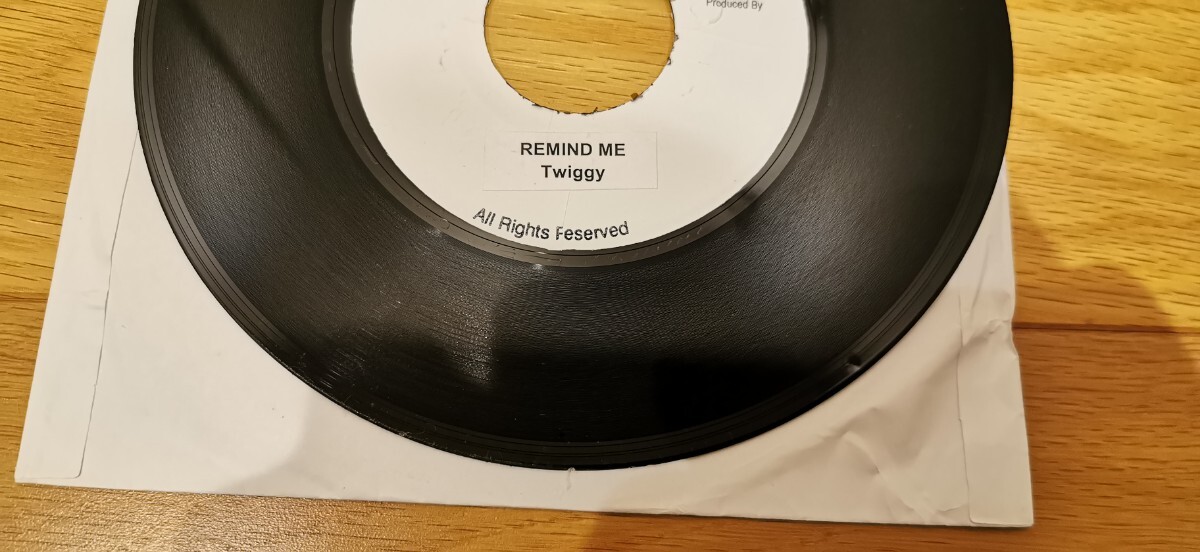 Produced By
REMIND ME
Twiggy
All Rights Feserved